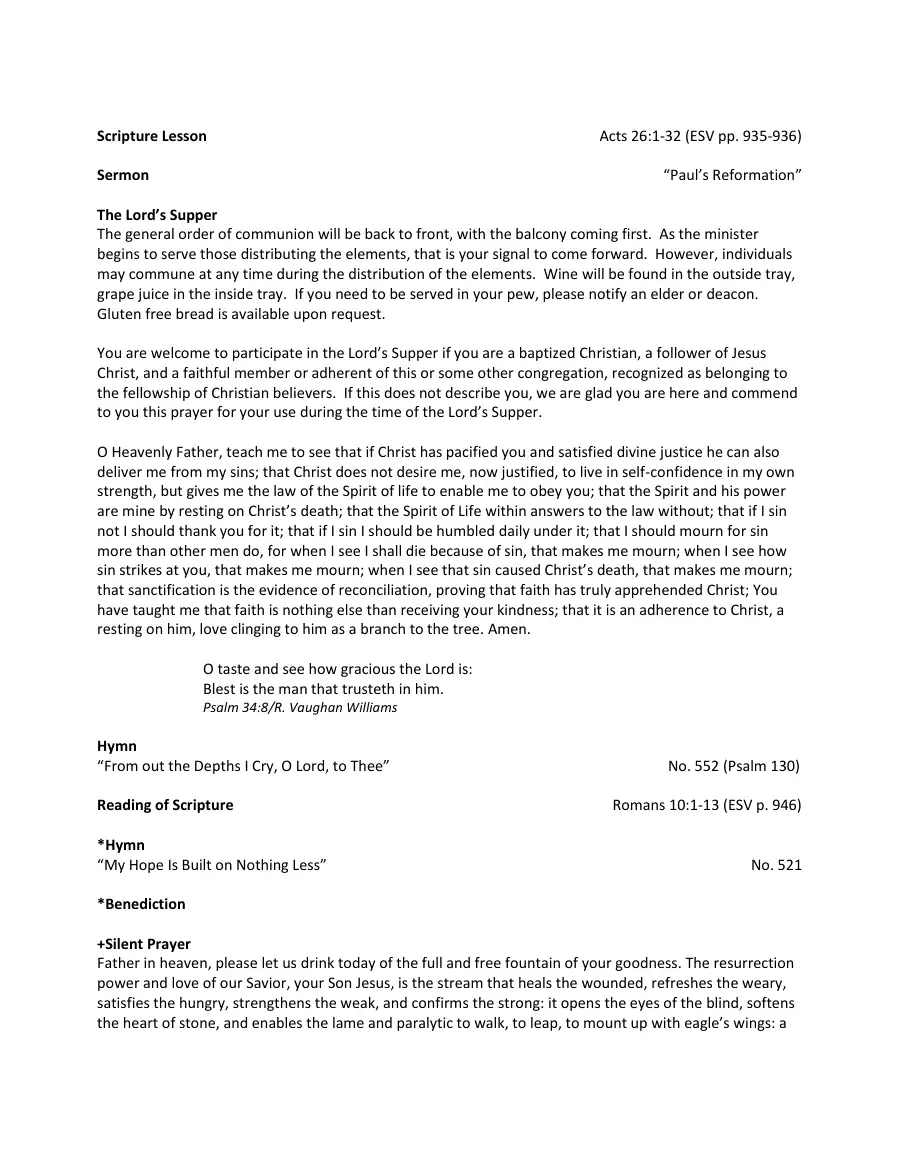 Scripture Lesson Acts 26:1-32 (ESV pp. 935-936)
Sermon “Paul’s Reformation”
The Lord’s Supper
The general order of communion will be back to front, with the balcony coming first.  As the minister
begins to serve those distributing the elements, that is your signal to come forward.  However, individuals
may commune at any time during the distribution of the elements.  Wine will be found in the outside tray,
grape juice in the inside tray.  If you need to be served in your pew, please notify an elder or deacon.
Gluten free bread is available upon request.
You are welcome to participate in the Lord’s Supper if you are a baptized Christian, a follower of Jesus
Christ, and a faithful member or adherent of this or some other congregation, recognized as belonging to
the fellowship of Christian believers.  If this does not describe you, we are glad you are here and commend
to you this prayer for your use during the time of the Lord’s Supper.
O Heavenly Father, teach me to see that if Christ has pacified you and satisfied divine justice he can also
deliver me from my sins; that Christ does not desire me, now justified, to live in self-confidence in my own
strength, but gives me the law of the Spirit of life to enable me to obey you; that the Spirit and his power
are mine by resting on Christ’s death; that the Spirit of Life within answers to the law without; that if I sin
not I should thank you for it; that if I sin I should be humbled daily under it; that I should mourn for sin
more than other men do, for when I see I shall die because of sin, that makes me mourn; when I see how
sin strikes at you, that makes me mourn; when I see that sin caused Christ’s death, that makes me mourn;
that sanctification is the evidence of reconciliation, proving that faith has truly apprehended Christ; You
have taught me that faith is nothing else than receiving your kindness; that it is an adherence to Christ, a
resting on him, love clinging to him as a branch to the tree. Amen.
O taste and see how gracious the Lord is:
Blest is the man that trusteth in him.
Psalm 34:8/R. Vaughan Williams
Hymn
“From out the Depths I Cry, O Lord, to Thee” No. 552 (Psalm 130)
Reading of Scripture Romans 10:1-13 (ESV p. 946)
*Hymn
“My Hope Is Built on Nothing Less” No. 521
*Benediction
+Silent Prayer
Father in heaven, please let us drink today of the full and free fountain of your goodness. The resurrection
power and love of our Savior, your Son Jesus, is the stream that heals the wounded, refreshes the weary,
satisfies the hungry, strengthens the weak, and confirms the strong: it opens the eyes of the blind, softens
the heart of stone, and enables the lame and paralytic to walk, to leap, to mount up with eagle’s wings: a